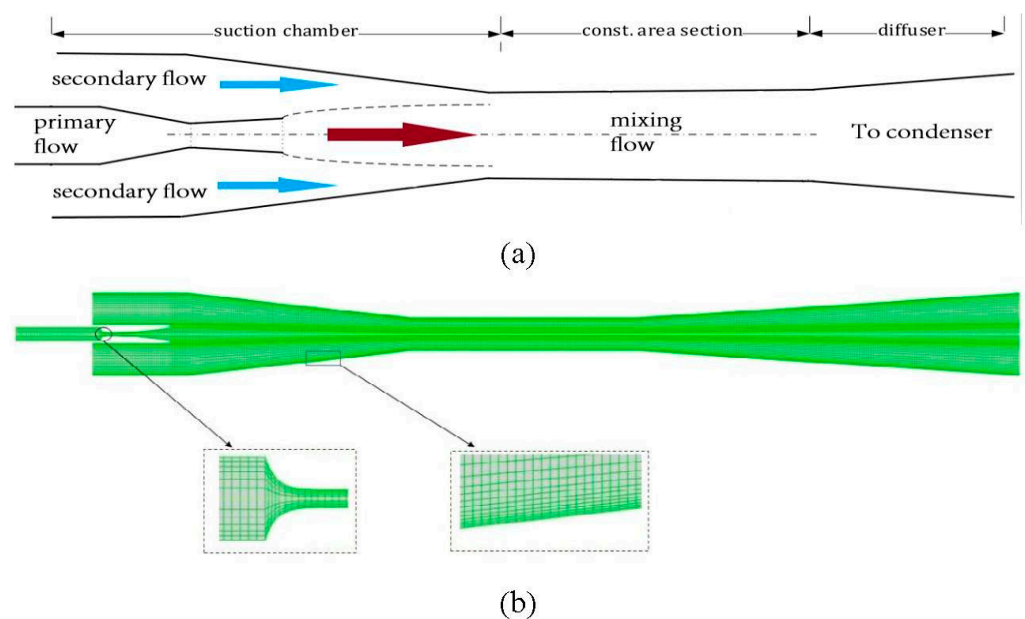 suction chamber
const. area section
diffuser
secondary flow
primary
flow
mixing
flow
To condenser
secondary flow
(a)
(b)